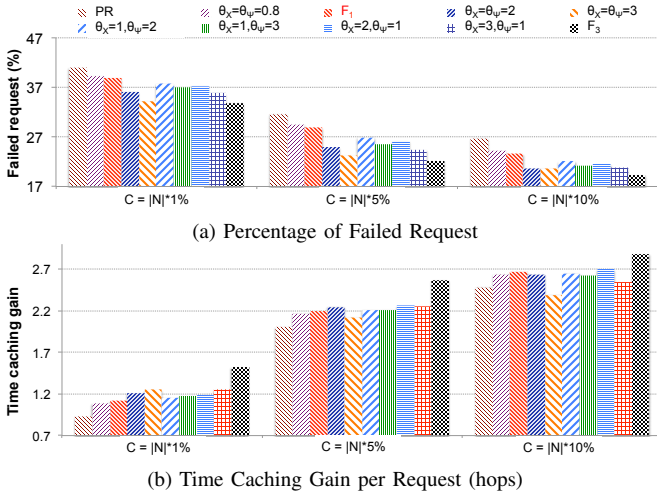 PR θX=θΨ=0.8 F1 θX=θΨ=2 θX=θΨ=3
θX=1,θΨ=2 θX=1,θΨ=3 θX=2,θΨ=1 θX=3,θΨ=1 F3
Failed request (%)
47
37
27
17
C = |N|*1% C = |N|*5% C = |N|*10%
(a) Percentage of Failed Request
Time caching gain
2.7
2.2
1.7
1.2
0.7
C = |N|*1% C = |N|*5% C = |N|*10%
(b) Time Caching Gain per Request (hops)